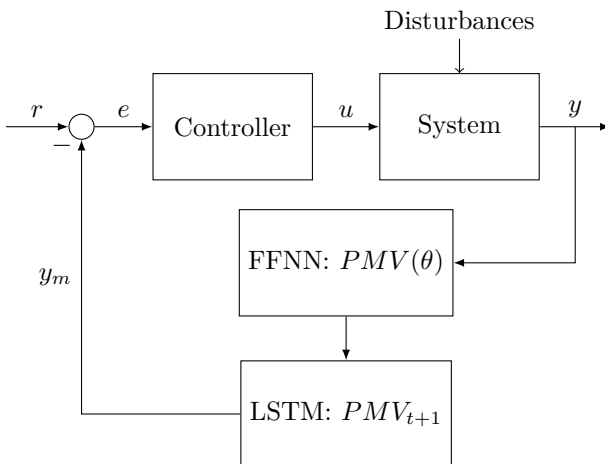 Disturbances
r
e
Controller
u
System
y
−
FFNN: PMV(θ)
y_m
LSTM: PMV_{t+1}